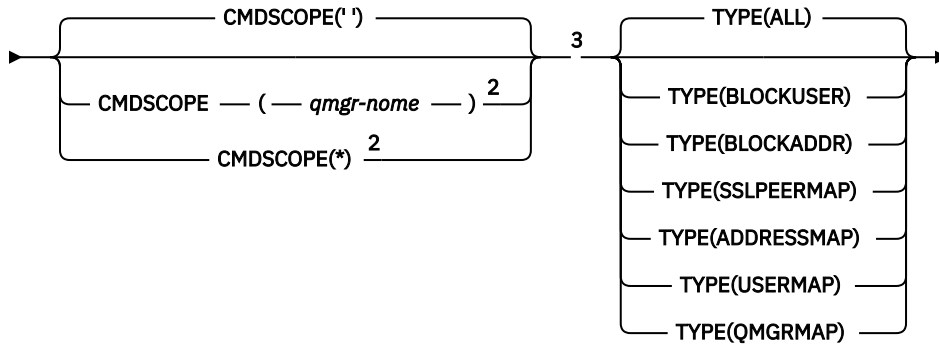 CMDSCOPE(' ')
CMDSCOPE ( qmgr-nome ) 2
CMDSCOPE(*) 2
3
TYPE(ALL)
TYPE(BLOCKUSER)
TYPE(BLOCKADDR)
TYPE(SSLPEERMAP)
TYPE(ADDRESSMAP)
TYPE(USERMAP)
TYPE(QMGRMAP)